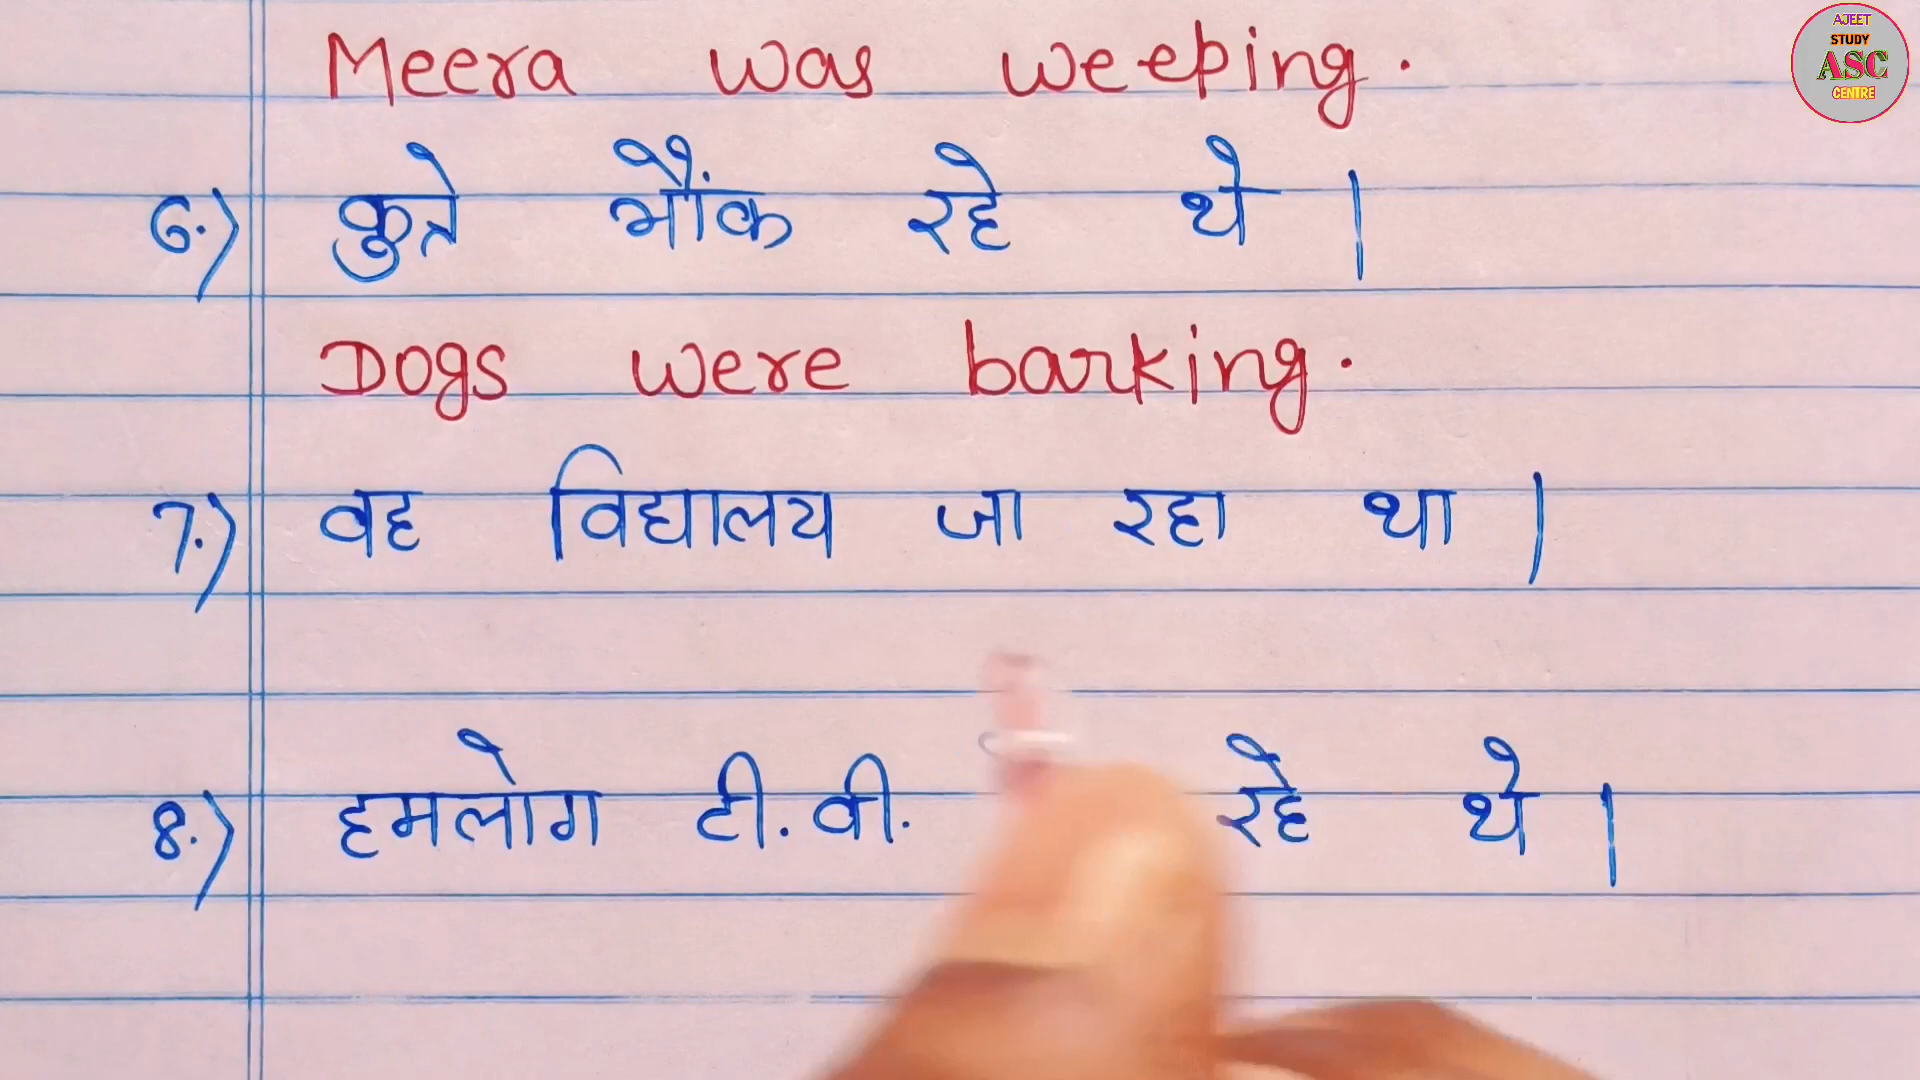 Meera was weeping.
AJEET
STUDY
ASC
CENTRE
6.) कुत्ते भौंक रहे थे |
Dogs were barking.
7.) वह विद्यालय जा रहा था |
8.) हमलोग टी.वी. रहे थे |